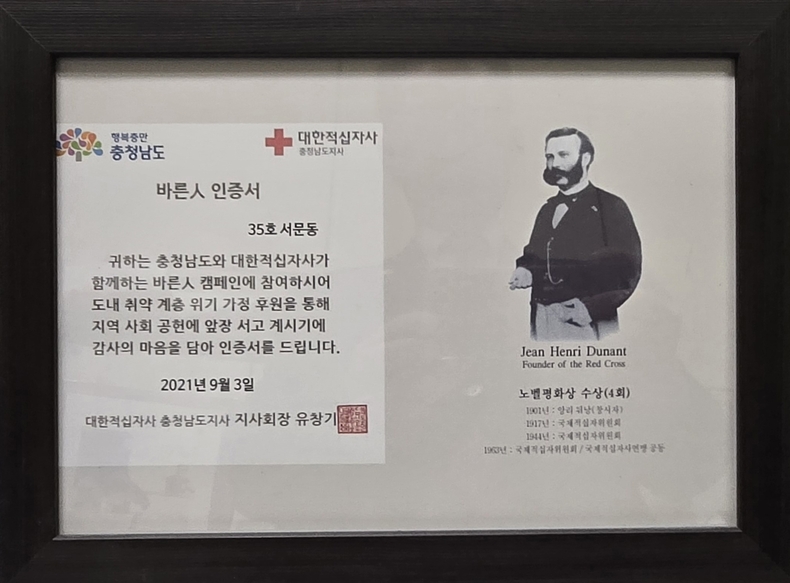 행복충만
충청남도
대한적십자사
충청남도지사
바른人 인증서
35호 서문동
귀하는 충청남도와 대한적십자사가
함께하는 바른人 캠페인에 참여하시어
도내 취약 계층 위기 가정 후원을 통해
지역 사회 공헌에 앞장 서고 계시기에
감사의 마음을 담아 인증서를 드립니다.
2021년 9월 3일
대한적십자사 충청남도지사 지사회장 유창기
Jean Henri Dunant
Founder of the Red Cross
노벨평화상 수상(4회)
1901년 : 앙리 뒤낭(창시자)
1917년 : 국제적십자위원회
1944년 : 국제적십자위원회
1963년 : 국제적십자위원회 / 국제적십자사연맹 공동